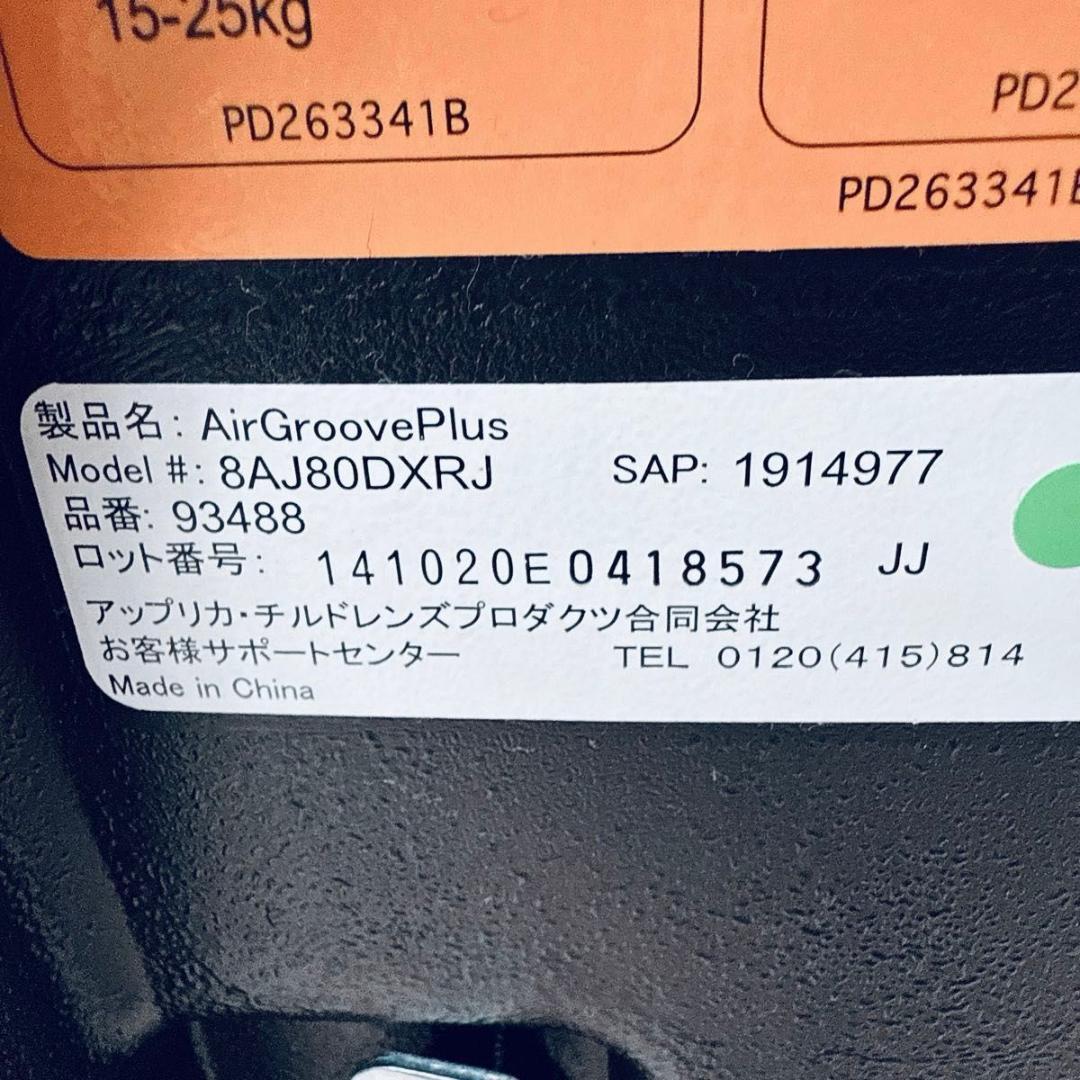 15-25kg
PD263341B
PD2
PD263341
製品名: AirGroovePlus
Model #: 8AJ80DXRJ SAP: 1914977
品番: 93488
ロット番号: 141020E0418573 JJ
アップリカ・チルドレンズプロダクツ合同会社
お客様サポートセンター TEL 0120(415)814
Made in China